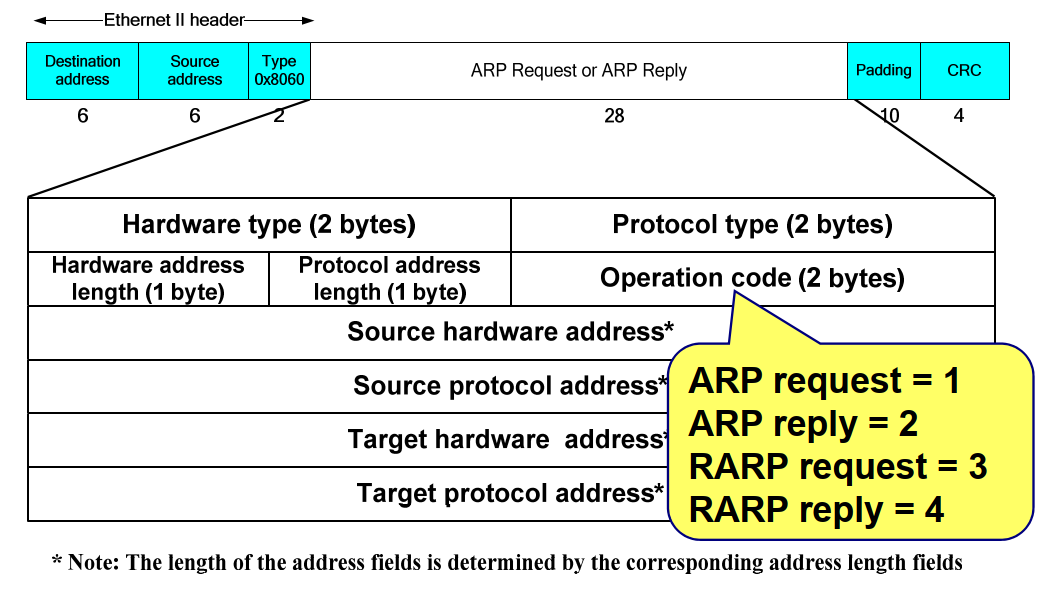 Ethernet II header
Destination address
Source address
Type 0x8060
ARP Request or ARP Reply
Padding
CRC
6
6
2
28
10
4
Hardware type (2 bytes)
Protocol type (2 bytes)
Hardware address
length (1 byte)
Protocol address
length (1 byte)
Operation code (2 bytes)
Source hardware address*
Source protocol address*
Target hardware address*
Target protocol address*
ARP request = 1
ARP reply = 2
RARP request = 3
RARP reply = 4
* Note: The length of the address fields is determined by the corresponding address length fields